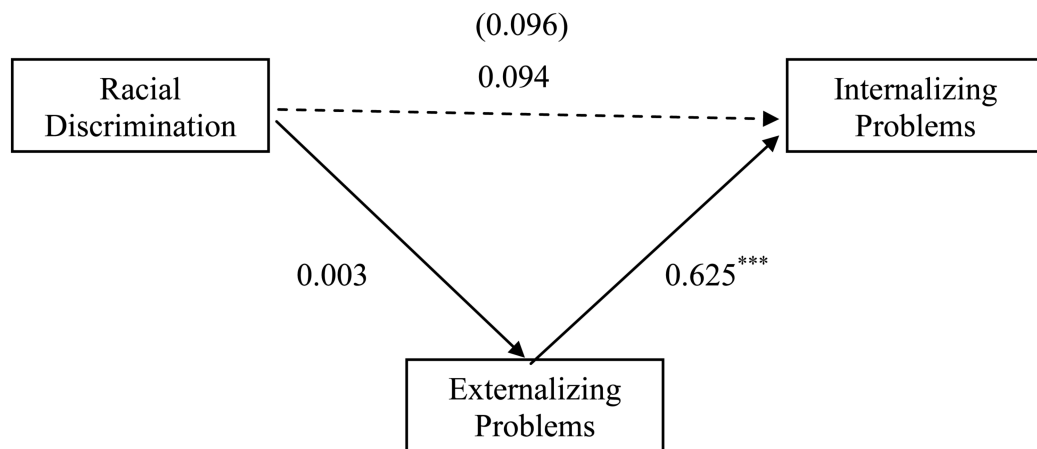 (0.096)
0.094
Racial
Discrimination
Internalizing
Problems
0.003
0.625***
Externalizing
Problems